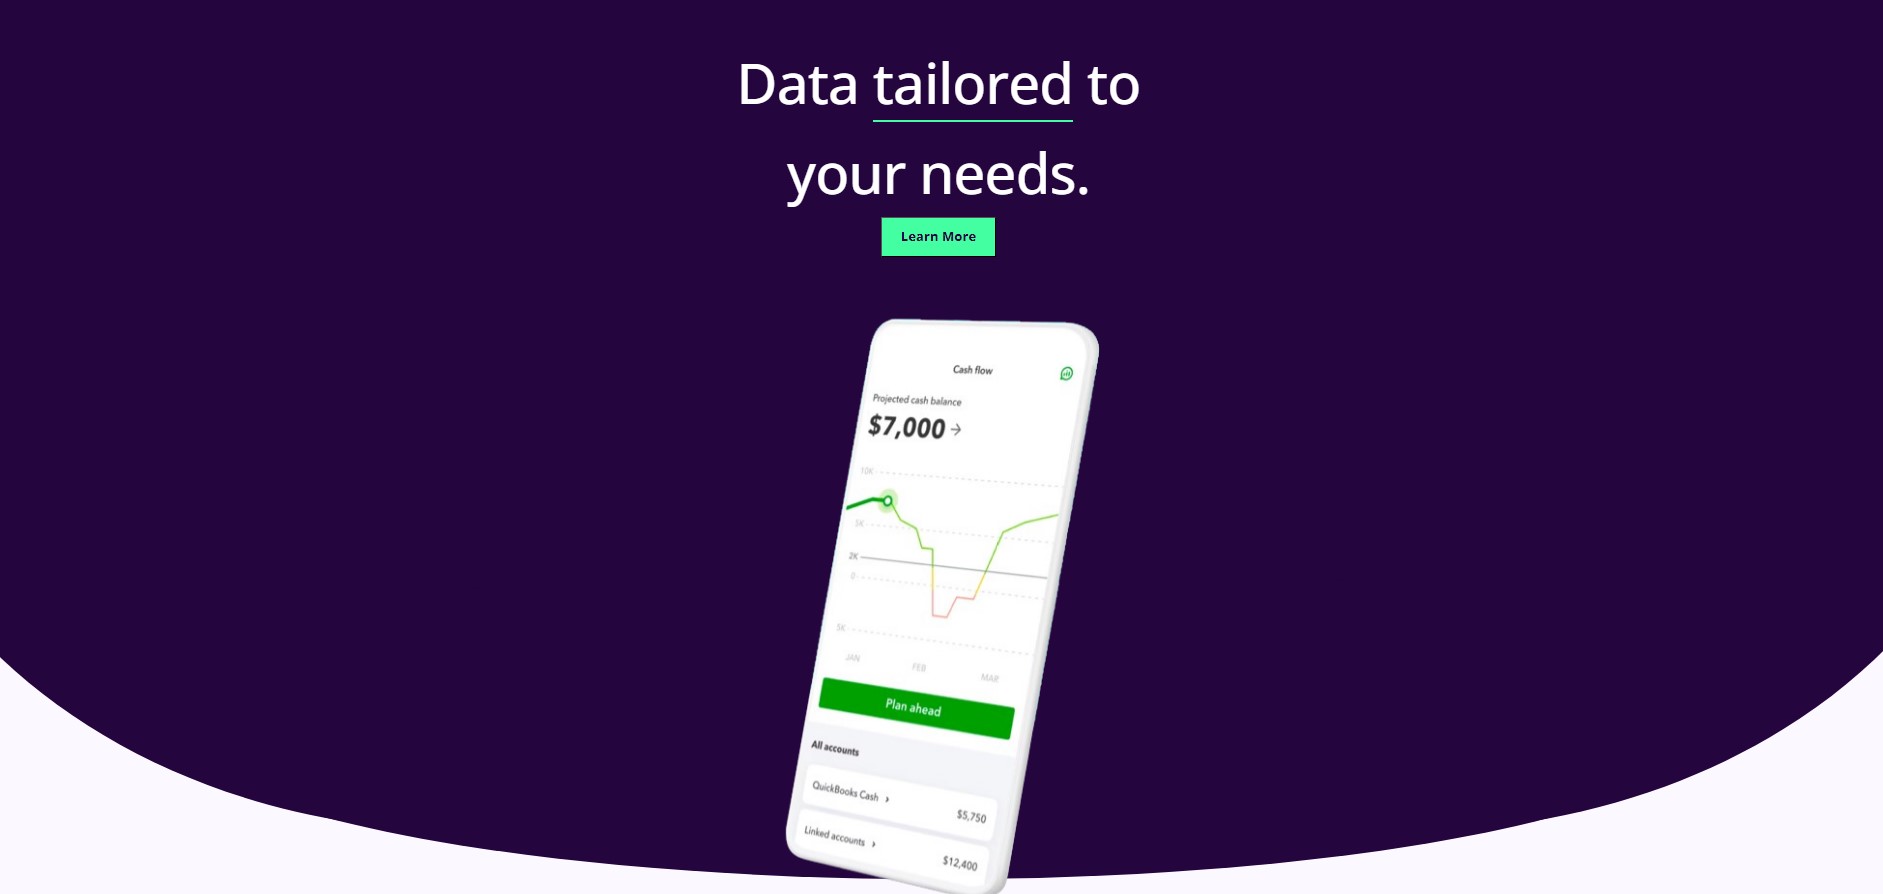 Data tailored to
your needs.
Learn More
Cash flow
Projected cash balance
$7,000
10K
5K
2K
0
5K
JAN FEB MAR
Plan ahead
All accounts
QuickBooks Cash $5,750
Linked accounts $12,400